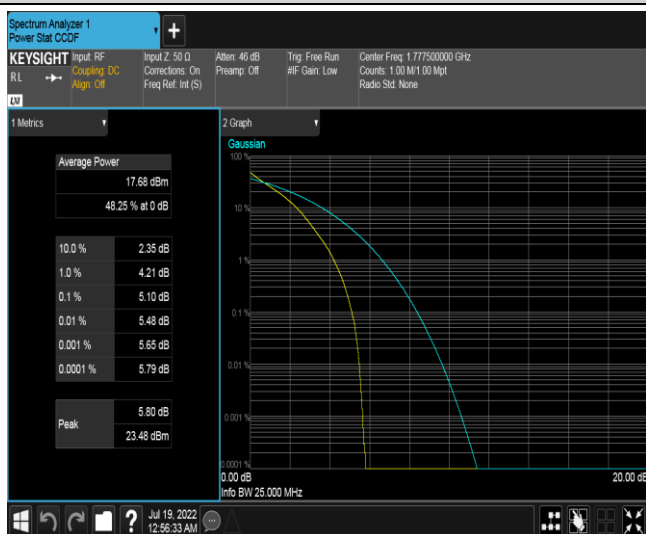 Spectrum Analyzer 1
Power Stat CCDF
+
KEYSIGHT
RL
LXI
Input: RF
Coupling: DC
Align: Off
Input Z: 50 Ω
Corrections: On
Freq Ref: Int (S)
Atten: 46 dB
Preamp: Off
Trig: Free Run
#IF Gain: Low
Center Freq: 1.777500000 GHz
Counts: 1.00 M/1.00 Mpt
Radio Std: None
1 Metrics
Average Power
17.68 dBm
48.25 % at 0 dB
10.0 % 2.35 dB
1.0 % 4.21 dB
0.1 % 5.10 dB
0.01 % 5.48 dB
0.001 % 5.65 dB
0.0001 % 5.79 dB
Peak
5.80 dB
23.48 dBm
2 Graph
Gaussian
100 %
10 %
1 %
0.1 %
0.01 %
0.001 %
0.0001 %
0.00 dB
20.00 dB
Info BW 25.000 MHz
?
Jul 19, 2022
12:56:33 AM